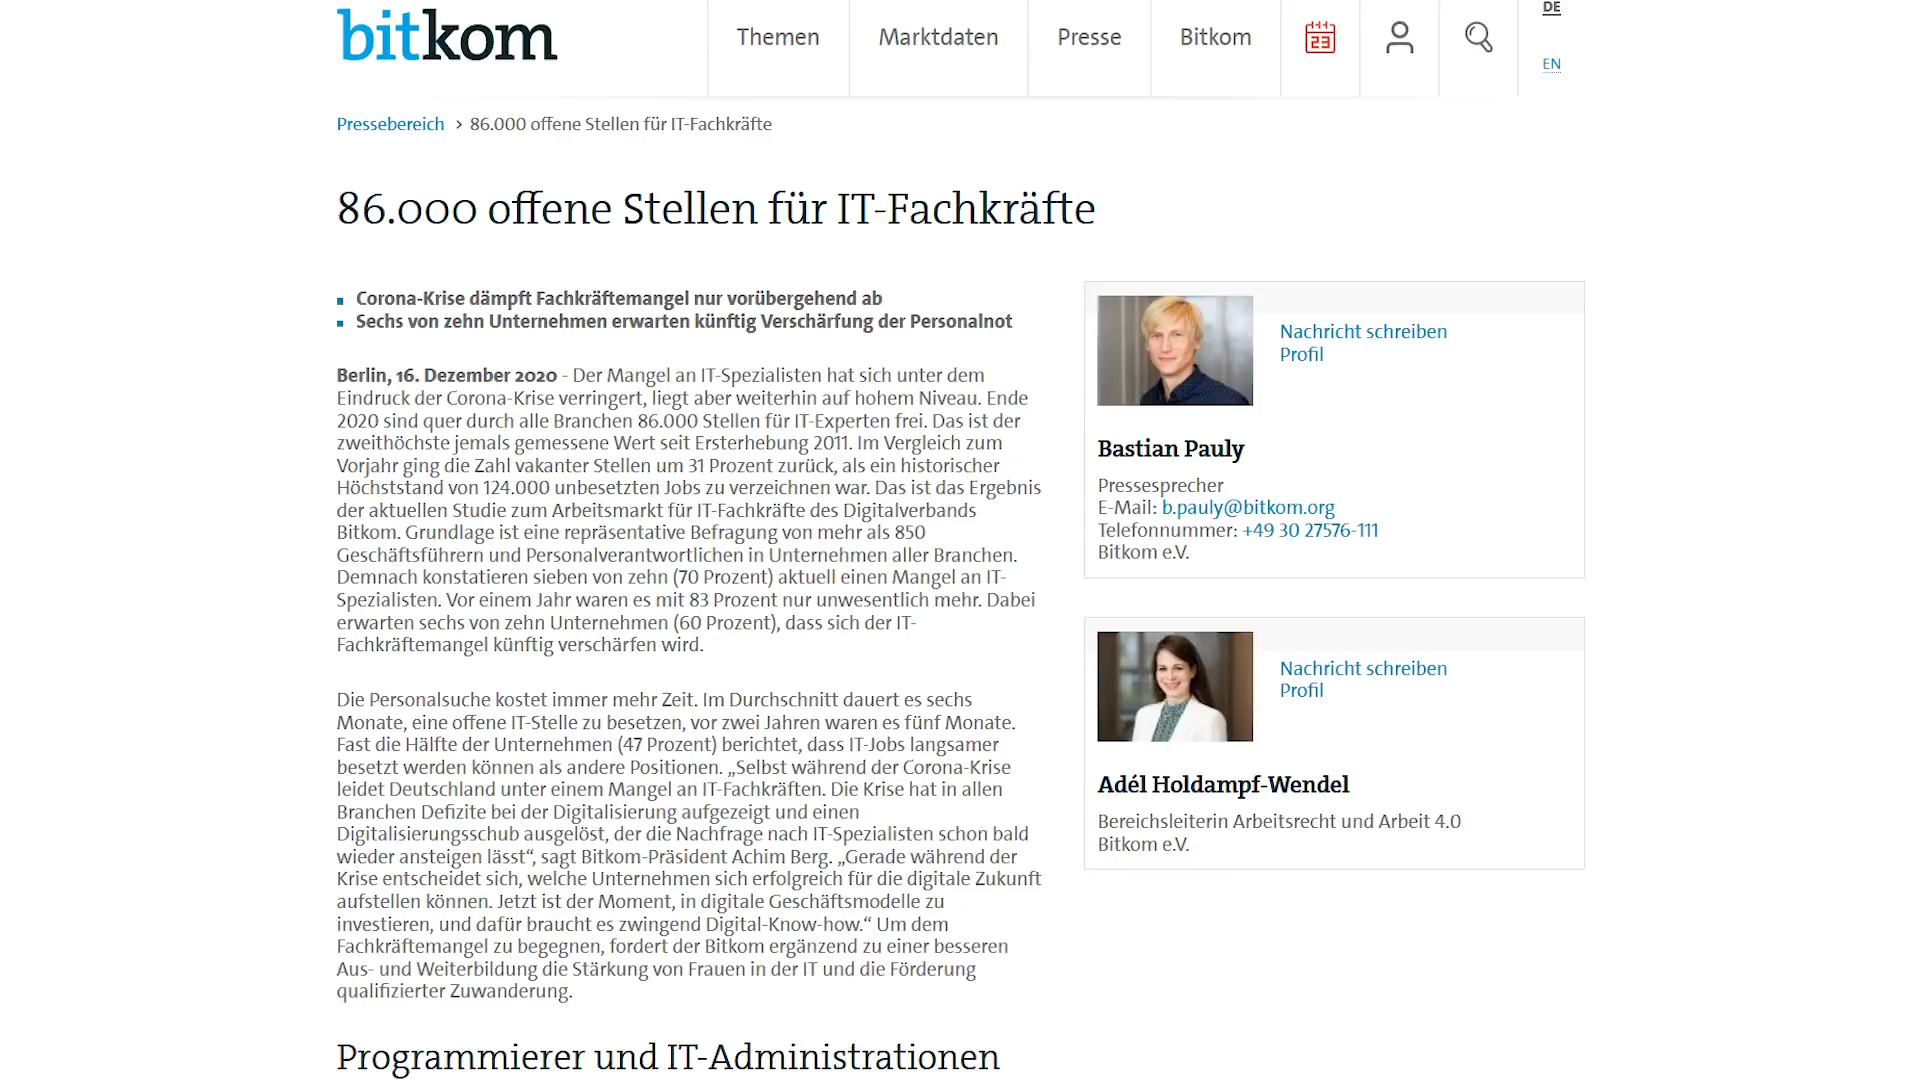 bitkom
Themen
Marktdaten
Presse
Bitkom
23
DE
EN
Pressebereich › 86.000 offene Stellen für IT-Fachkräfte
86.000 offene Stellen für IT-Fachkräfte
Corona-Krise dämpft Fachkräftemangel nur vorübergehend ab
Sechs von zehn Unternehmen erwarten künftig Verschärfung der Personalnot
Berlin, 16. Dezember 2020 - Der Mangel an IT-Spezialisten hat sich unter dem
Eindruck der Corona-Krise verringert, liegt aber weiterhin auf hohem Niveau. Ende
2020 sind quer durch alle Branchen 86.000 Stellen für IT-Experten frei. Das ist der
zweithöchste jemals gemessene Wert seit Ersterhebung 2011. Im Vergleich zum
Vorjahr ging die Zahl vakanter Stellen um 31 Prozent zurück, als ein historischer
Höchststand von 124.000 unbesetzten Jobs zu verzeichnen war. Das ist das Ergebnis
der aktuellen Studie zum Arbeitsmarkt für IT-Fachkräfte des Digitalverbands
Bitkom. Grundlage ist eine repräsentative Befragung von mehr als 850
Geschäftsführern und Personalverantwortlichen in Unternehmen aller Branchen.
Demnach konstatieren sieben von zehn (70 Prozent) aktuell einen Mangel an IT-
Spezialisten. Vor einem Jahr waren es mit 83 Prozent nur unwesentlich mehr. Dabei
erwarten sechs von zehn Unternehmen (60 Prozent), dass sich der IT-
Fachkräftemangel künftig verschärfen wird.
Die Personalsuche kostet immer mehr Zeit. Im Durchschnitt dauert es sechs
Monate, eine offene IT-Stelle zu besetzen, vor zwei Jahren waren es fünf Monate.
Fast die Hälfte der Unternehmen (47 Prozent) berichtet, dass IT-Jobs langsamer
besetzt werden können als andere Positionen. „Selbst während der Corona-Krise
leidet Deutschland unter einem Mangel an IT-Fachkräften. Die Krise hat in allen
Branchen Defizite bei der Digitalisierung aufgezeigt und einen
Digitalisierungsschub ausgelöst, der die Nachfrage nach IT-Spezialisten schon bald
wieder ansteigen lässt“, sagt Bitkom-Präsident Achim Berg. „Gerade während der
Krise entscheidet sich, welche Unternehmen sich erfolgreich für die digitale Zukunft
aufstellen können. Jetzt ist der Moment, in digitale Geschäftsmodelle zu
investieren, und dafür braucht es zwingend Digital-Know-how.“ Um dem
Fachkräftemangel zu begegnen, fordert der Bitkom ergänzend zu einer besseren
Aus- und Weiterbildung die Stärkung von Frauen in der IT und die Förderung
qualifizierter Zuwanderung.
Programmierer und IT-Administrationen
Nachricht schreiben
Profil
Bastian Pauly
Pressesprecher
E-Mail: b.pauly@bitkom.org
Telefonnummer: +49 30 27576-111
Bitkom e.V.
Nachricht schreiben
Profil
Adél Holdampf-Wendel
Bereichsleiterin Arbeitsrecht und Arbeit 4.0
Bitkom e.V.